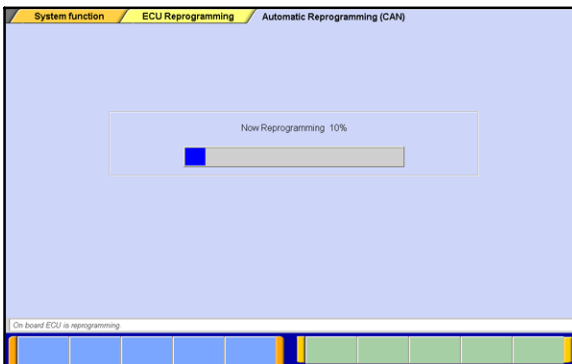 System function ECU Reprogramming Automatic Reprogramming (CAN)
Now Reprogramming 10%
On board ECU is reprogramming.